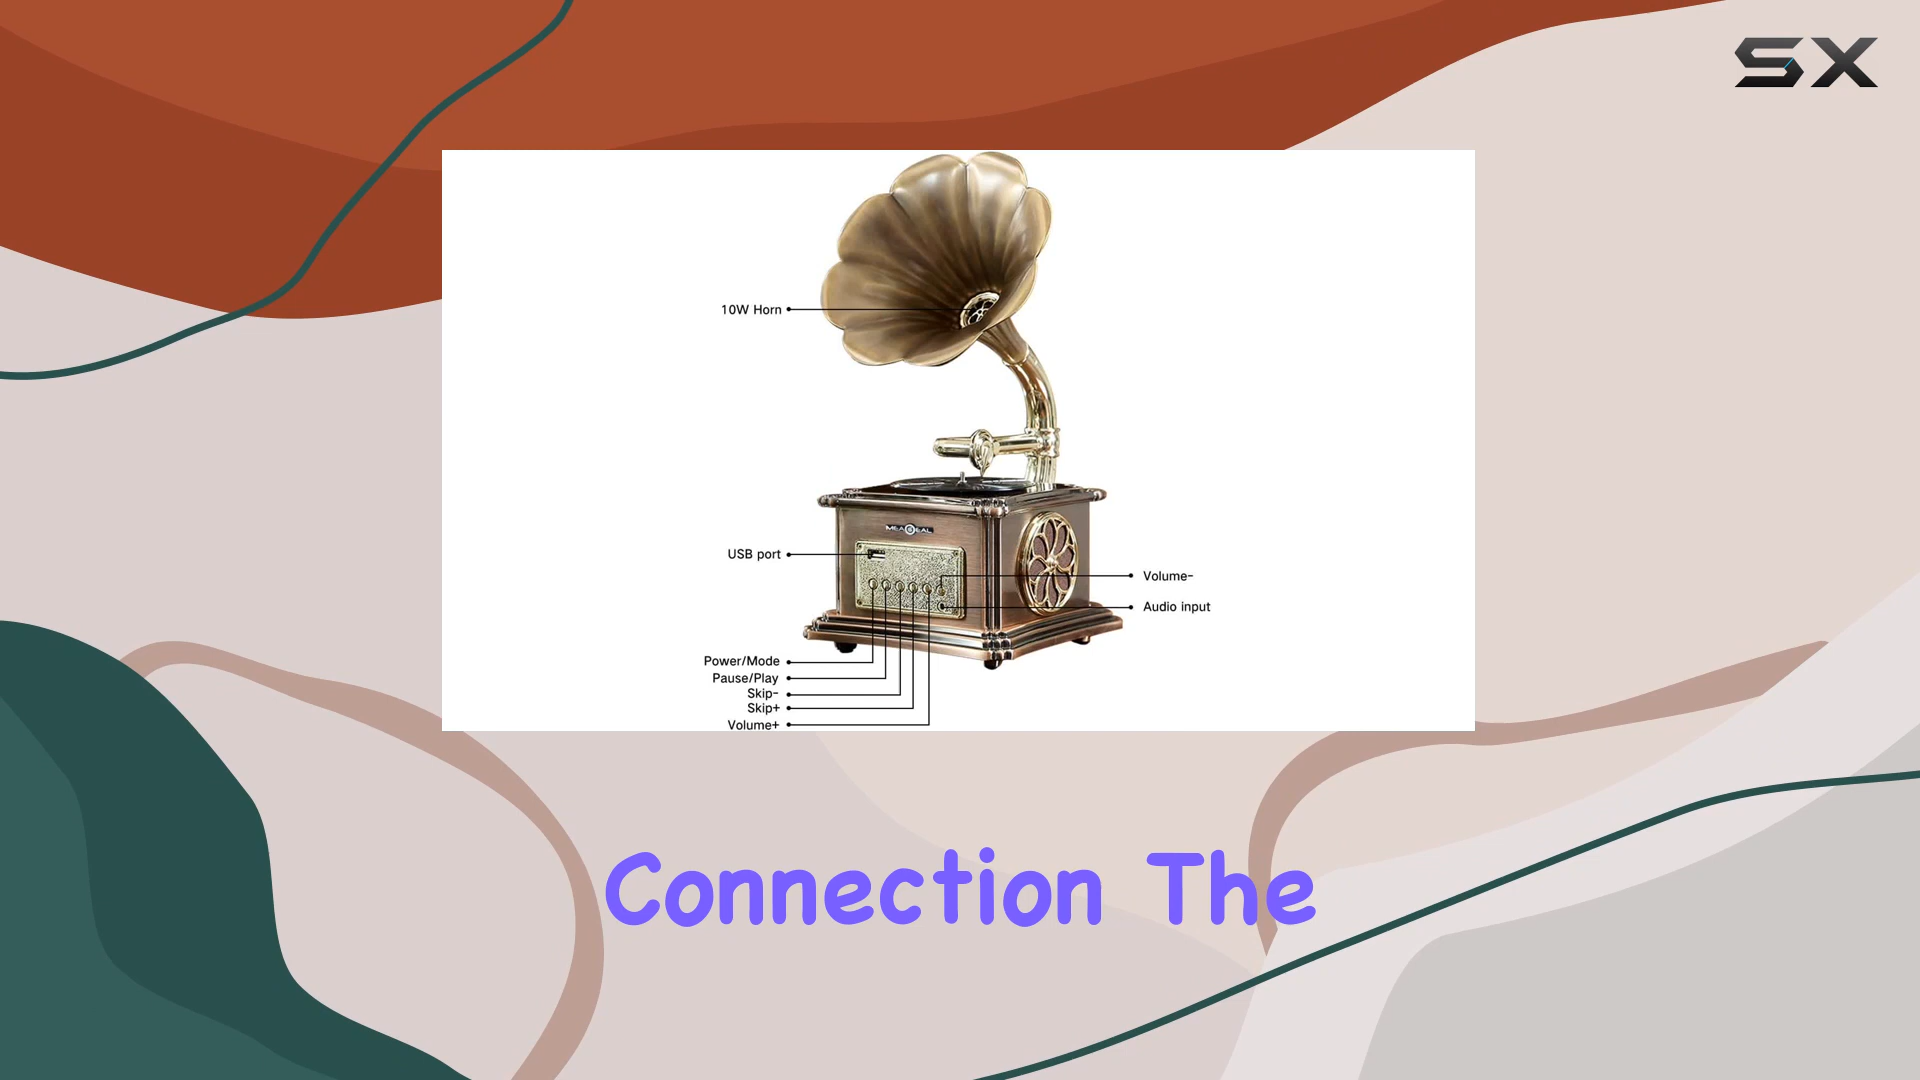 SX
10W Horn
USB port
Volume-
Audio input
Power/Mode
Pause/Play
Skip-
Skip+
Volume+
Connection The